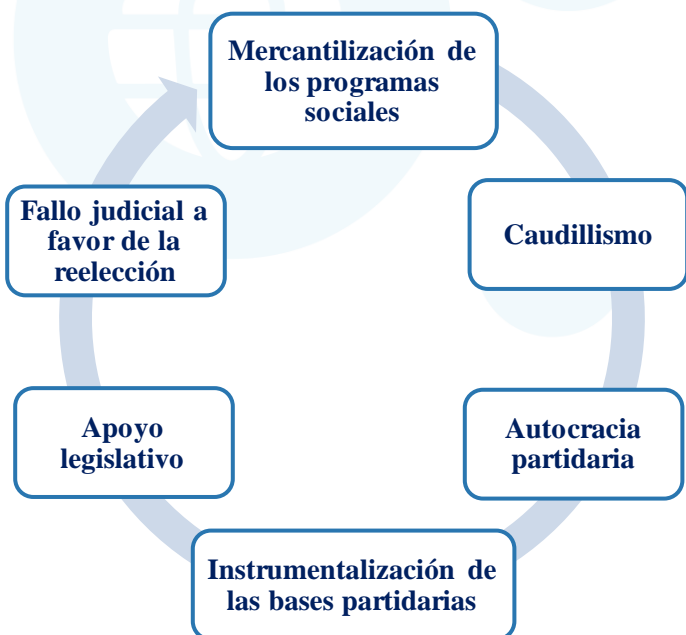 Mercantilización de
los programas
sociales
Caudillismo
Autocracia
partidaria
Instrumentalización de
las bases partidarias
Apoyo
legislativo
Fallo judicial a
favor de la
reelección